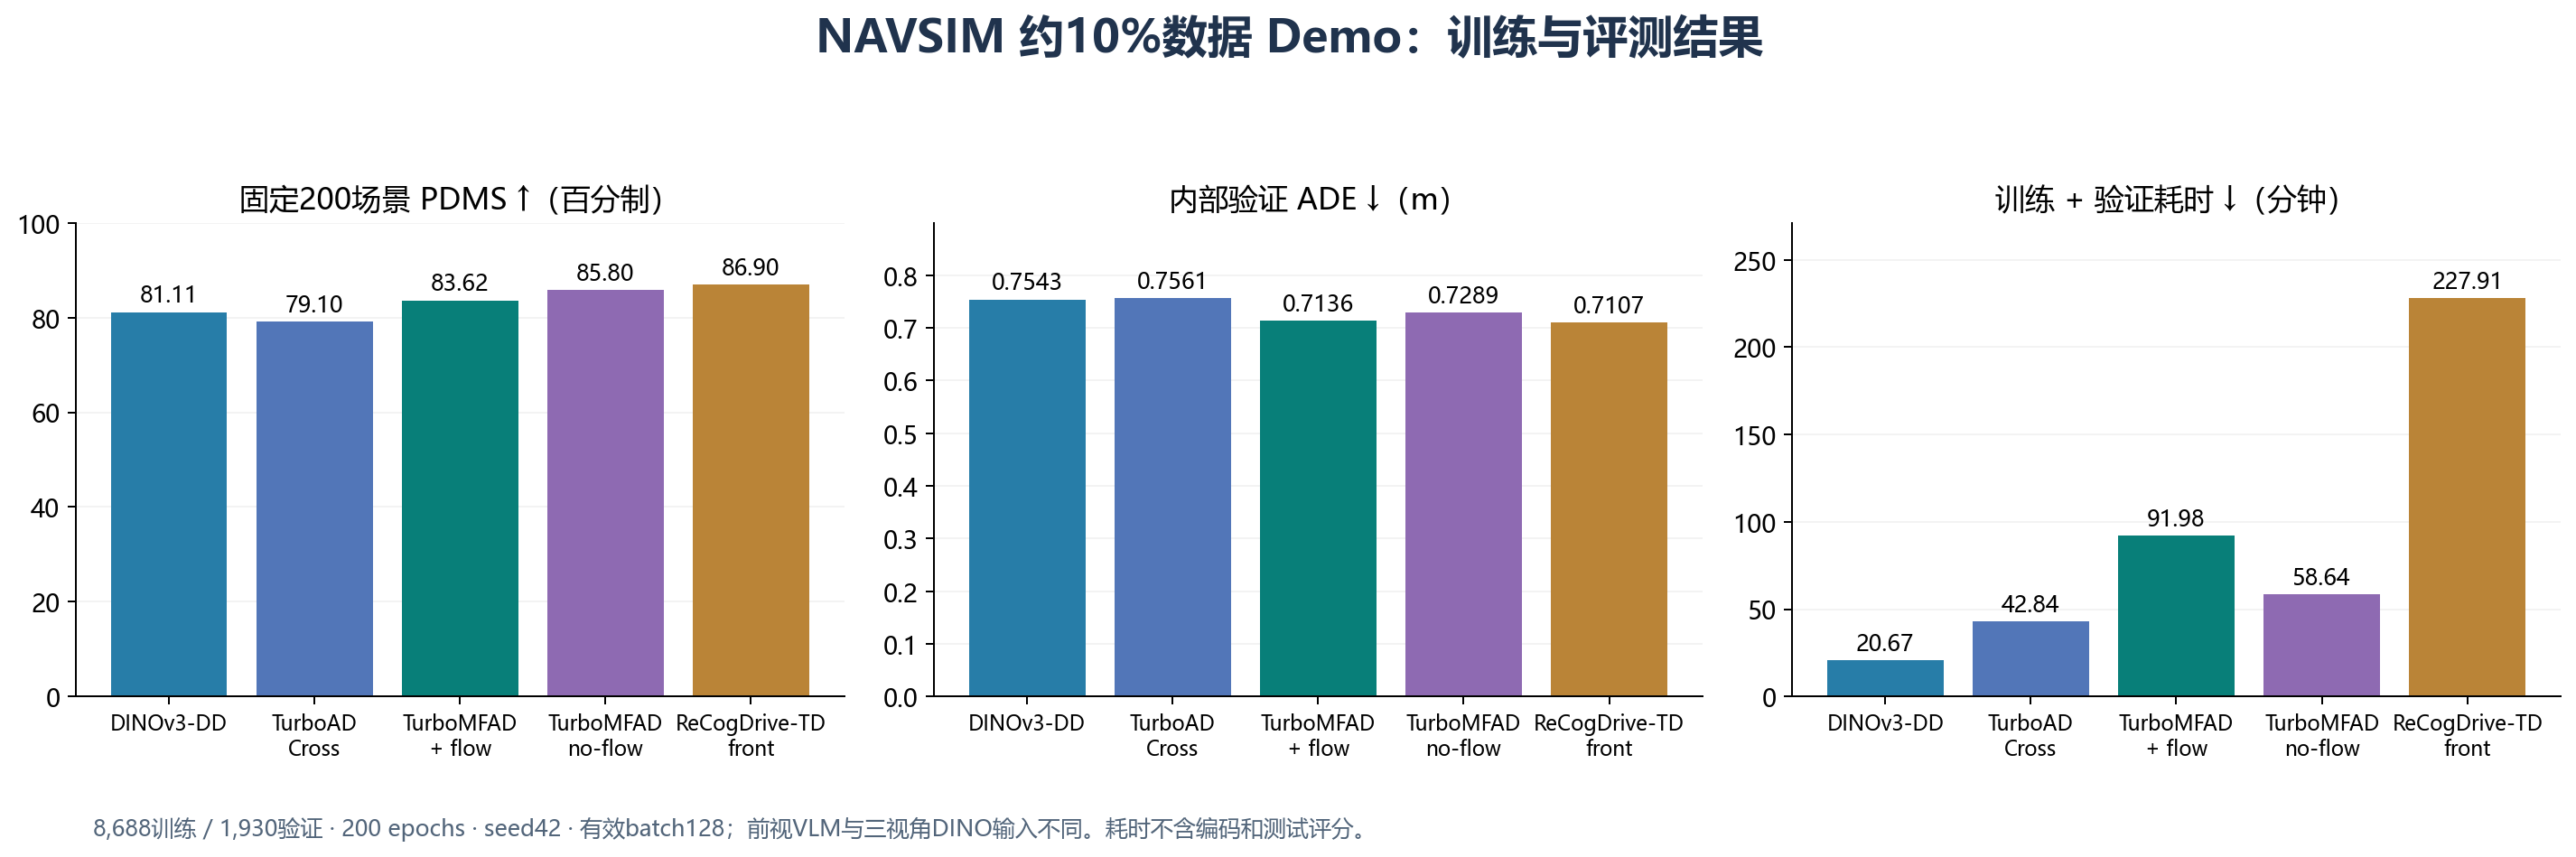 NAVSIM 约10%数据 Demo：训练与评测结果
固定200场景 PDMS↑（百分制）
100
80
60
40
20
0
81.11
79.10
83.62
85.80
86.90
DINOv3-DD
TurboAD
Cross
TurboMFAD
+ flow
TurboMFAD
no-flow
ReCogDrive-TD
front
内部验证 ADE↓（m）
0.8
0.7
0.6
0.5
0.4
0.3
0.2
0.1
0.0
0.7543
0.7561
0.7136
0.7289
0.7107
DINOv3-DD
TurboAD
Cross
TurboMFAD
+ flow
TurboMFAD
no-flow
ReCogDrive-TD
front
训练 + 验证耗时↓（分钟）
250
200
150
100
50
0
20.67
42.84
91.98
58.64
227.91
DINOv3-DD
TurboAD
Cross
TurboMFAD
+ flow
TurboMFAD
no-flow
ReCogDrive-TD
front
8,688训练 / 1,930验证 · 200 epochs · seed42 · 有效batch128；前视VLM与三视角DINO输入不同。耗时不含编码和测试评分。